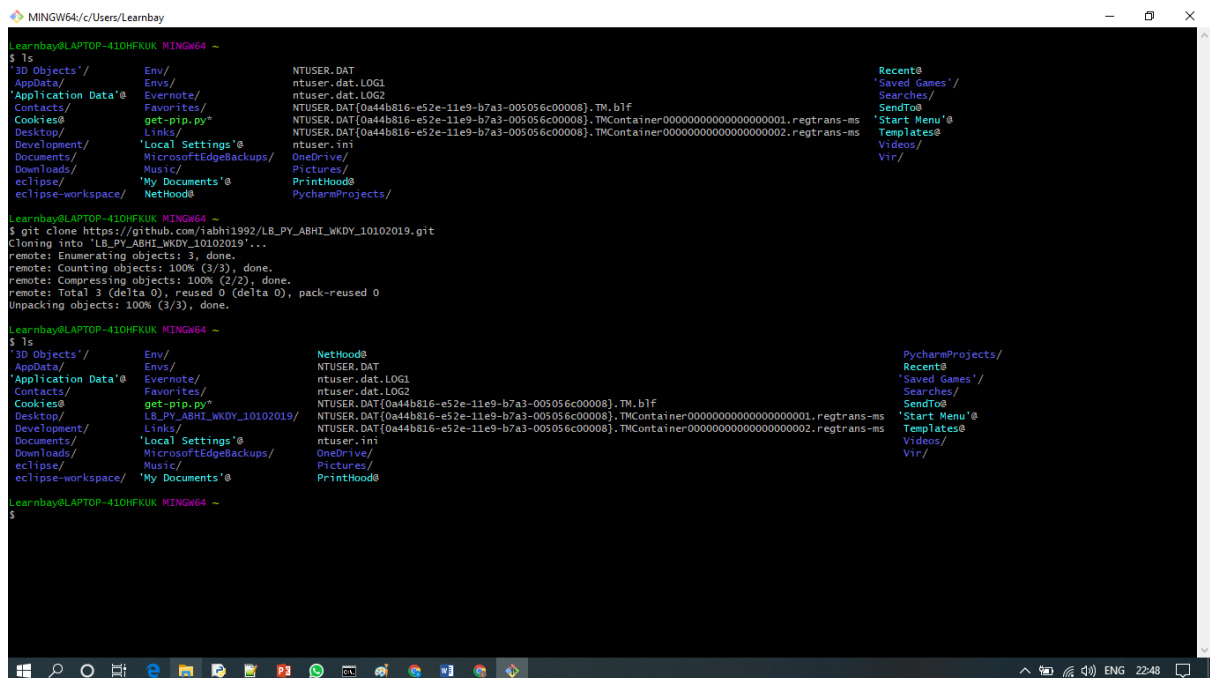 MINGW64:/c/Users/Learnbay
Learnbay@LAPTOP-41OHFKUK MINGW64 ~
$ ls
'3D Objects'/ Env/ NTUSER.DAT Recent@
AppData/ Envs/ ntuser.dat.LOG1 'Saved Games'/
'Application Data'@ Evernote/ ntuser.dat.LOG2 Searches/
Contacts/ Favorites/ NTUSER.DAT{0a44b816-e52e-11e9-b7a3-005056c00008}.TM.blf SendTo@
Cookies@ get-pip.py* NTUSER.DAT{0a44b816-e52e-11e9-b7a3-005056c00008}.TMContainer00000000000000000001.regtrans-ms 'Start Menu'@
Desktop/ Links/ NTUSER.DAT{0a44b816-e52e-11e9-b7a3-005056c00008}.TMContainer00000000000000000002.regtrans-ms Templates@
Development/ 'Local Settings'@ ntuser.ini Videos/
Documents/ MicrosoftEdgeBackups/ OneDrive/ Vir/
Downloads/ Music/ Pictures/
eclipse/ 'My Documents'@ PrintHood@
eclipse-workspace/ NetHood@ PycharmProjects/
Learnbay@LAPTOP-41OHFKUK MINGW64 ~
$ git clone https://github.com/iabhi1992/LB_PY_ABHI_WKDY_10102019.git
Cloning into 'LB_PY_ABHI_WKDY_10102019'...
remote: Enumerating objects: 3, done.
remote: Counting objects: 100% (3/3), done.
remote: Compressing objects: 100% (2/2), done.
remote: Total 3 (delta 0), reused 0 (delta 0), pack-reused 0
Unpacking objects: 100% (3/3), done.
Learnbay@LAPTOP-41OHFKUK MINGW64 ~
$ ls
'3D Objects'/ Env/ NetHood@ PycharmProjects/
AppData/ Envs/ NTUSER.DAT Recent@
'Application Data'@ Evernote/ ntuser.dat.LOG1 'Saved Games'/
Contacts/ Favorites/ ntuser.dat.LOG2 Searches/
Cookies@ get-pip.py* NTUSER.DAT{0a44b816-e52e-11e9-b7a3-005056c00008}.TM.blf SendTo@
Desktop/ LB_PY_ABHI_WKDY_10102019/ NTUSER.DAT{0a44b816-e52e-11e9-b7a3-005056c00008}.TMContainer00000000000000000001.regtrans-ms 'Start Menu'@
Development/ Links/ NTUSER.DAT{0a44b816-e52e-11e9-b7a3-005056c00008}.TMContainer00000000000000000002.regtrans-ms Templates@
Documents/ 'Local Settings'@ ntuser.ini Videos/
Downloads/ MicrosoftEdgeBackups/ OneDrive/ Vir/
eclipse/ Music/ Pictures/
eclipse-workspace/ 'My Documents'@ PrintHood@
Learnbay@LAPTOP-41OHFKUK MINGW64 ~
$
ENG 22:48